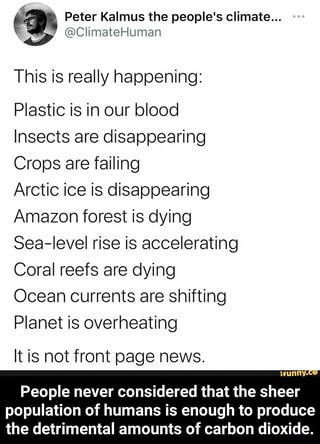 Peter Kalmus the people's climate...
@ClimateHuman
This is really happening:
Plastic is in our blood
Insects are disappearing
Crops are failing
Arctic ice is disappearing
Amazon forest is dying
Sea-level rise is accelerating
Coral reefs are dying
Ocean currents are shifting
Planet is overheating
It is not front page news.
ifunny.co
People never considered that the sheer
population of humans is enough to produce
the detrimental amounts of carbon dioxide.